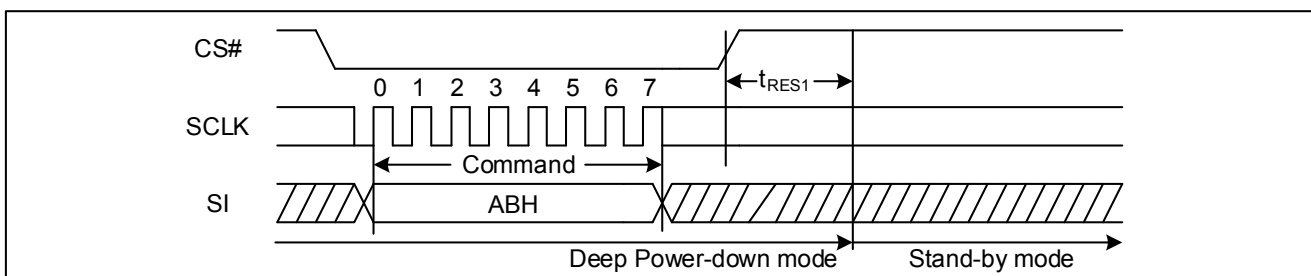 CS#
tRES1
0 1 2 3 4 5 6 7
SCLK
Command
SI
ABH
Deep Power-down mode
Stand-by mode